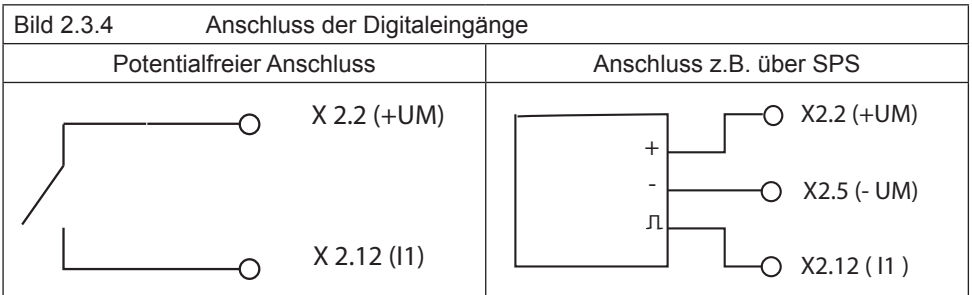 Bild 2.3.4 Anschluss der Digitaleingänge
Potentialfreier Anschluss
Anschluss z.B. über SPS
X 2.2 (+UM)
X 2.12 (I1)
X2.2 (+UM)
+
-
X2.5 (- UM)
X2.12 ( I1 )